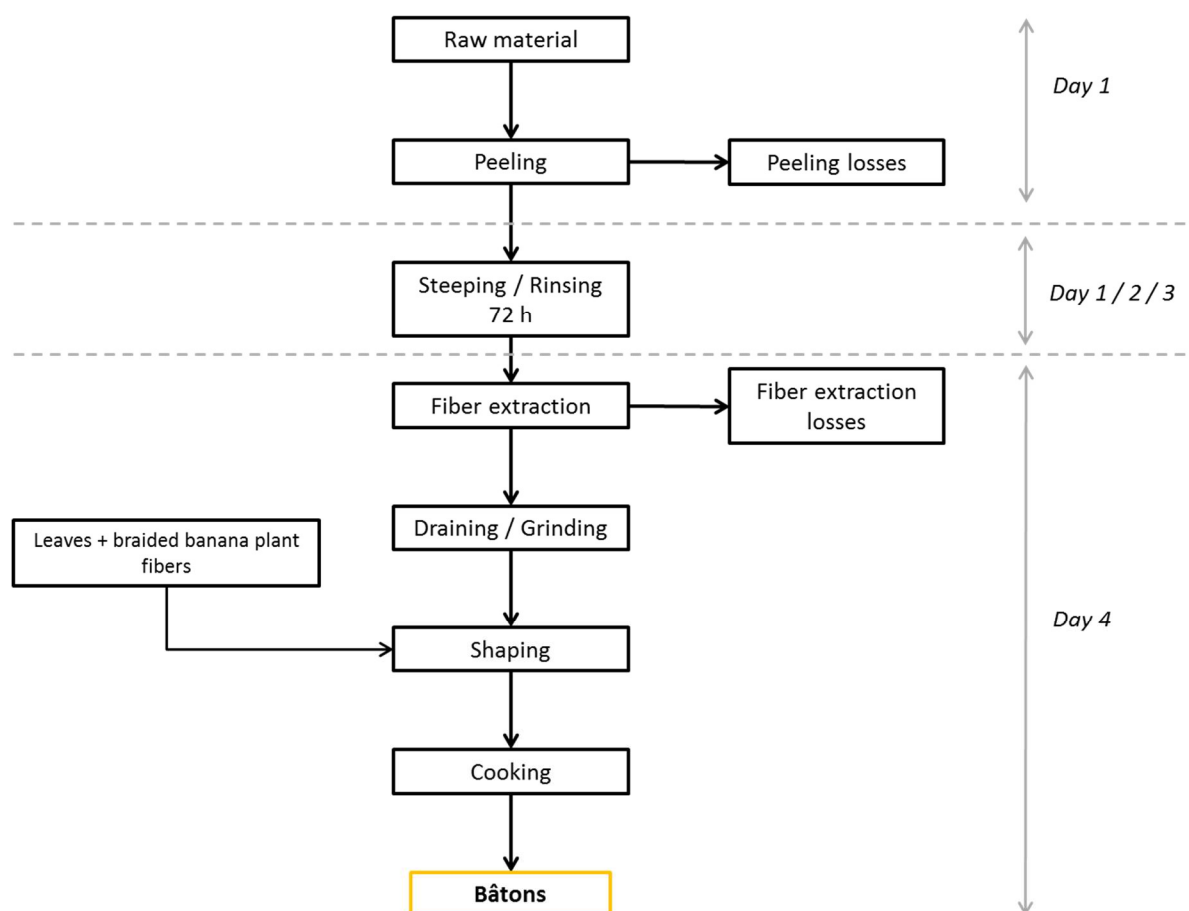 Raw material
Day 1
Peeling
Peeling losses
Steeping / Rinsing
72 h
Day 1 / 2 / 3
Fiber extraction
Fiber extraction
losses
Draining / Grinding
Leaves + braided banana plant
fibers
Shaping
Day 4
Cooking
Bâtons